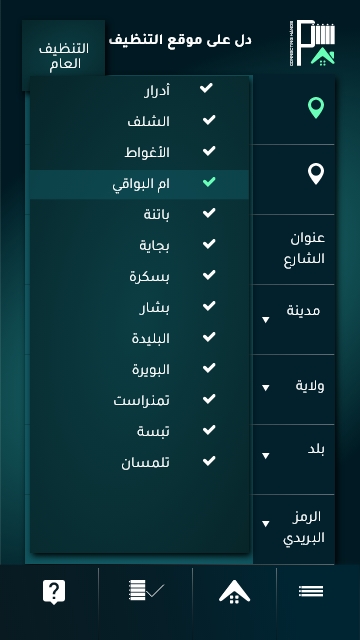 CONNECTING HANDS
دل على موقع التنظيف
التنظيف
العام
أدرار
الشلف
الأغواط
ام البواقي
باتنة
بجاية
بسكرة
بشار
البليدة
البويرة
تمنراست
تبسة
تلمسان
عنوان
الشارع
مدينة
ولاية
بلد
الرمز
البريدي